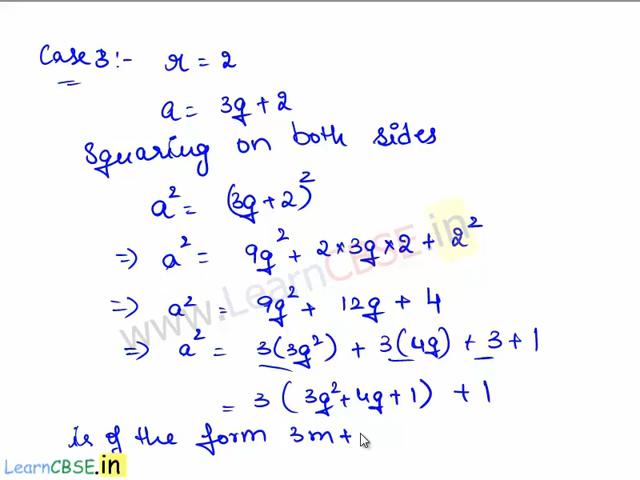 Case 3:- r = 2
a = 3q + 2
Squaring on both sides
a² = (3q + 2)²
⇒ a² = 9q² + 2×3q×2 + 2²
www.LearnCBSE.in
⇒ a² = 9q² + 12q + 4
⇒ a² = 3(3q²) + 3(4q) + 3 + 1
= 3 (3q² + 4q + 1) + 1
is of the form 3m +
LearnCBSE.in